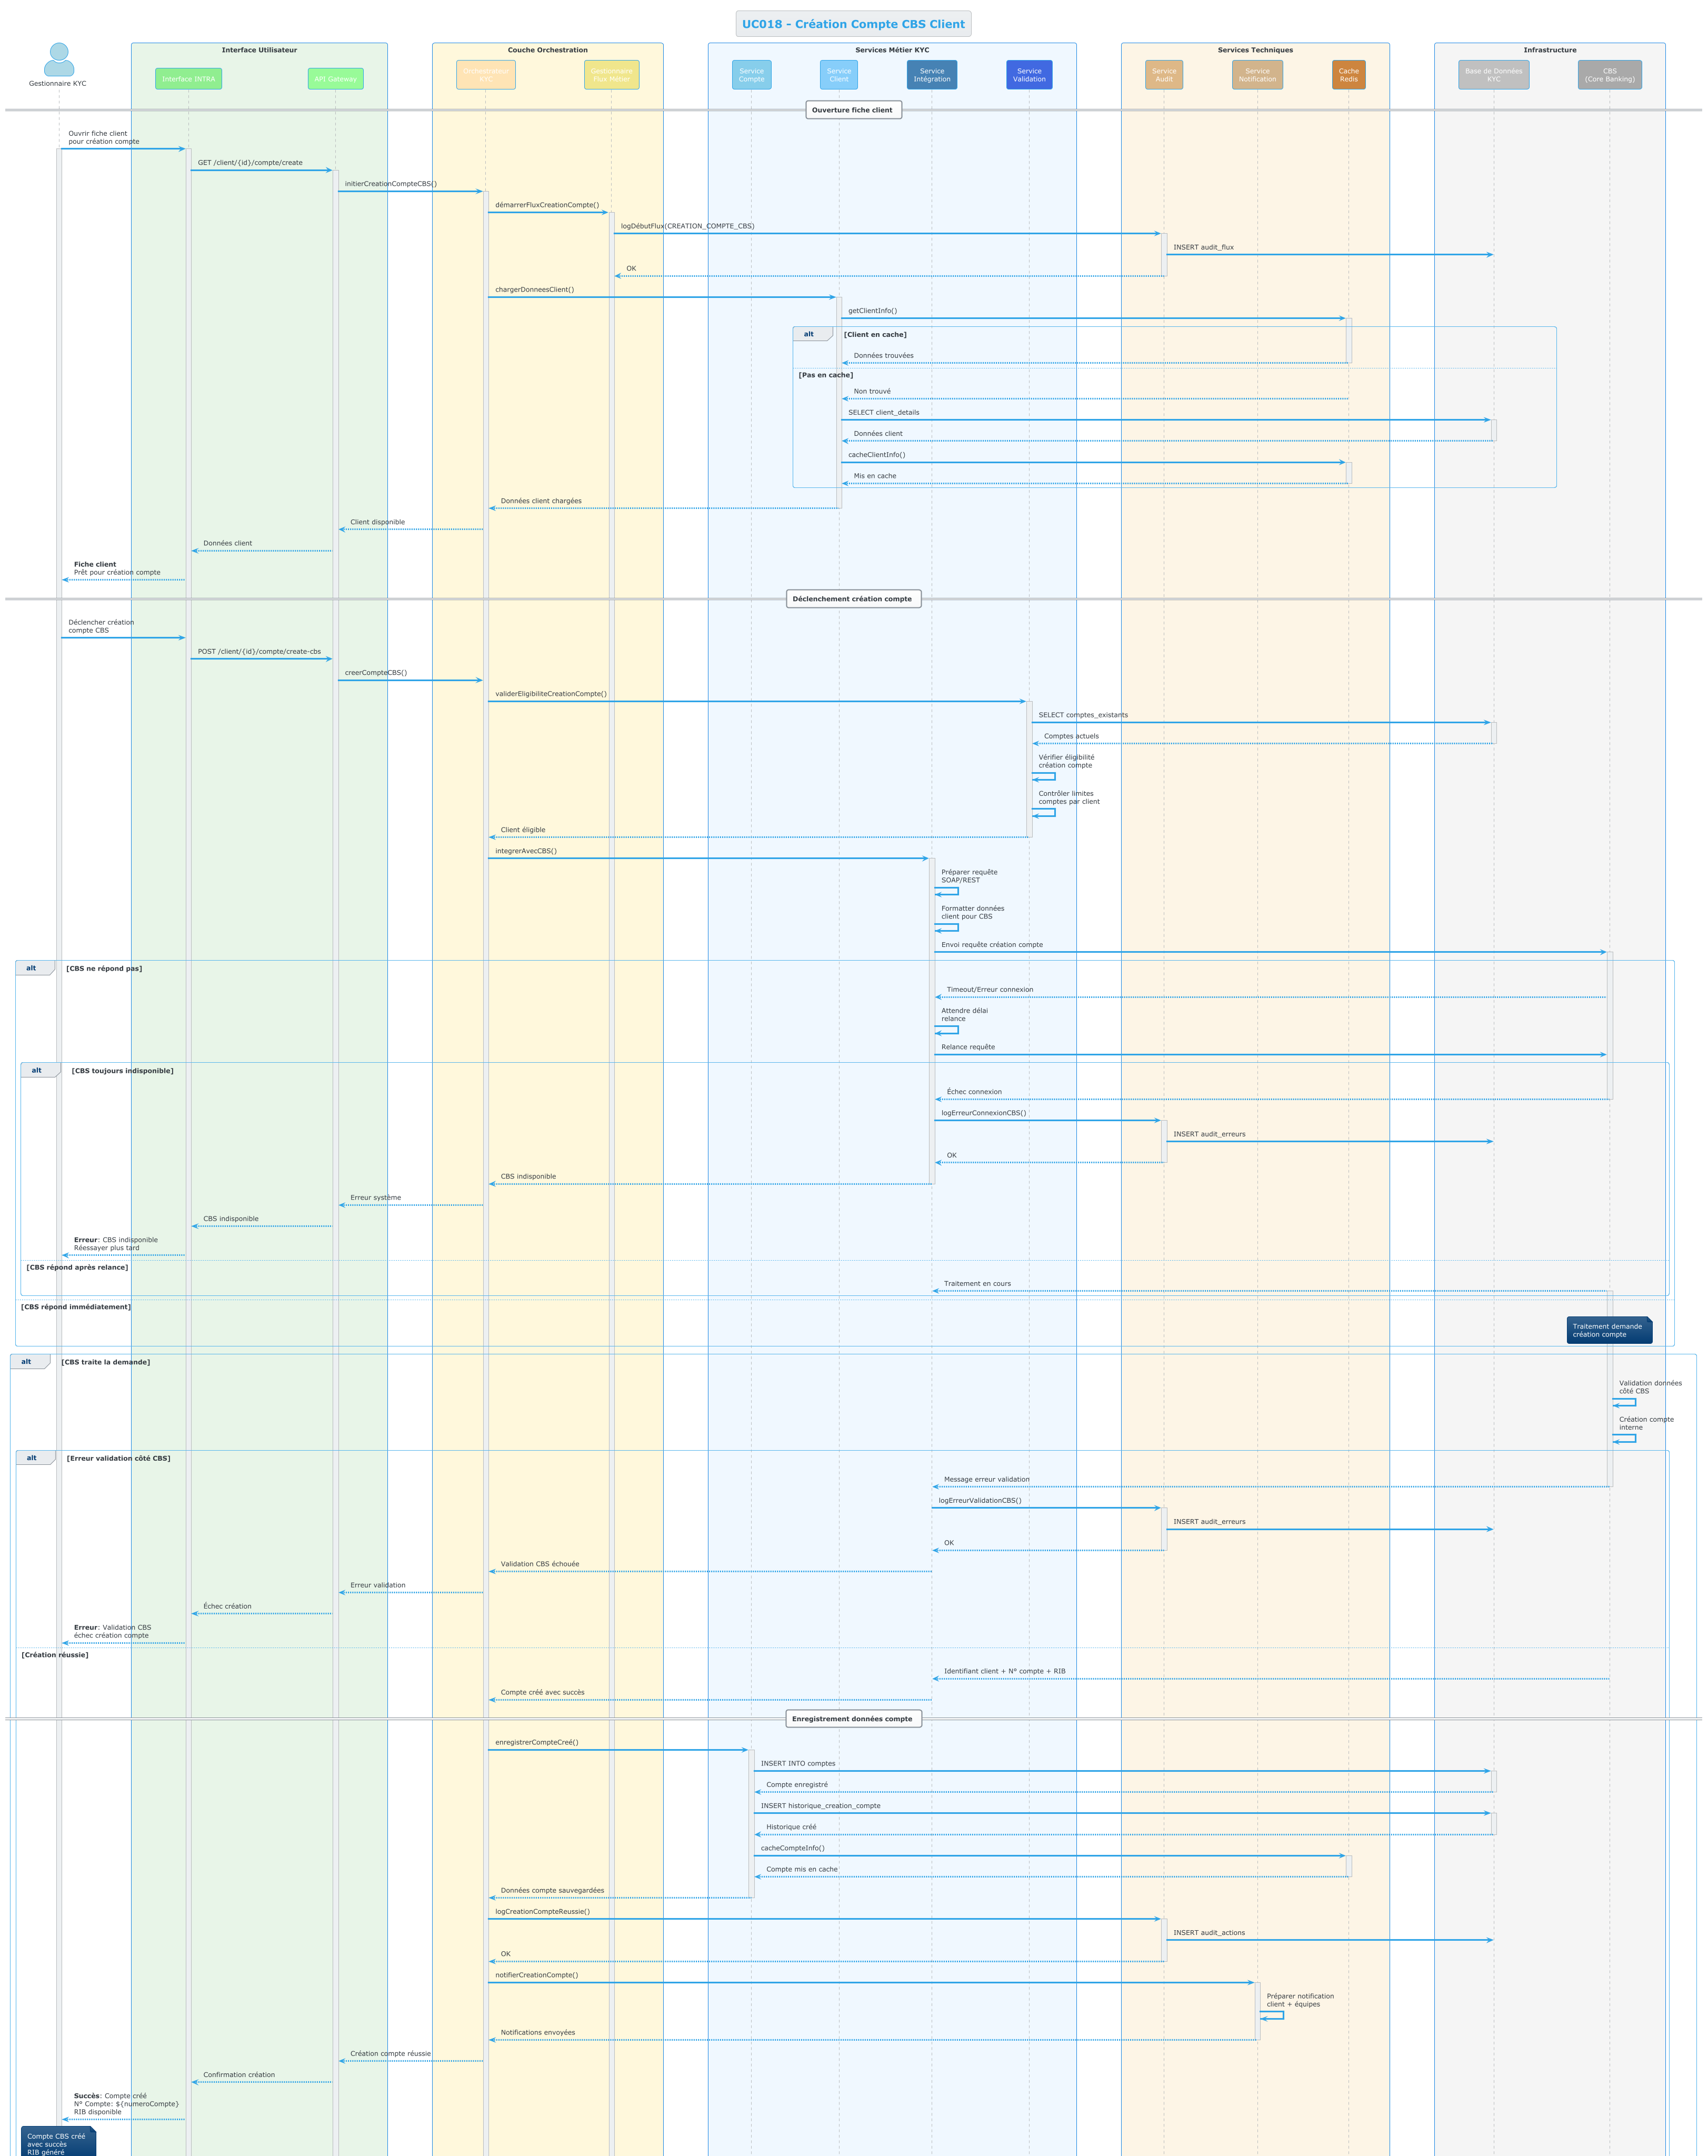 UC018 - Création Compte CBS Client
Interface Utilisateur
Couche Orchestration
Services Métier KYC
Services Techniques
Infrastructure
Gestionnaire KYC
Interface INTRA
API Gateway
Orchestrateur
KYC
Gestionnaire
Flux Métier
Service
Compte
Service
Client
Service
Intégration
Service
Validation
Service
Audit
Service
Notification
Cache
Redis
Base de Données
KYC
CBS
(Core Banking)
Ouverture fiche client
Ouvrir fiche client
pour création compte
GET /client/{id}/compte/create
initierCreationCompteCBS()
démarrerFluxCreationCompte()
logDébutFlux(CREATION_COMPTE_CBS)
INSERT audit_flux
OK
chargerDonneesClient()
getClientInfo()
alt
[Client en cache]
Données trouvées
[Pas en cache]
Non trouvé
SELECT client_details
Données client
cacheClientInfo()
Mis en cache
Données client chargées
Client disponible
Données client
Fiche client
Prêt pour création compte
Déclenchement création compte
Déclencher création
compte CBS
POST /client/{id}/compte/create-cbs
creerCompteCBS()
validerEligibiliteCreationCompte()
SELECT comptes_existants
Comptes actuels
Vérifier éligibilité
création compte
Contrôler limites
comptes par client
Client éligible
integrerAvecCBS()
Préparer requête
SOAP/REST
Formatter données
client pour CBS
Envoi requête création compte
alt
[CBS ne répond pas]
Timeout/Erreur connexion
Attendre délai
relance
Relance requête
alt
[CBS toujours indisponible]
Échec connexion
logErreurConnexionCBS()
INSERT audit_erreurs
OK
CBS indisponible
Erreur système
CBS indisponible
Erreur: CBS indisponible
Réessayer plus tard
[CBS répond après relance]
Traitement en cours
[CBS répond immédiatement]
Traitement demande
création compte
alt
[CBS traite la demande]
Validation données
côté CBS
Création compte
interne
alt
[Erreur validation côté CBS]
Message erreur validation
logErreurValidationCBS()
INSERT audit_erreurs
OK
Validation CBS échouée
Erreur validation
Échec création
Erreur: Validation CBS
échec création compte
[Création réussie]
Identifiant client + N° compte + RIB
Compte créé avec succès
Enregistrement données compte
enregistrerCompteCreé()
INSERT INTO comptes
Compte enregistré
INSERT historique_creation_compte
Historique créé
cacheCompteInfo()
Compte mis en cache
Données compte sauvegardées
logCreationCompteReussie()
INSERT audit_actions
OK
notifierCreationCompte()
Préparer notification
client + équipes
Notifications envoyées
Création compte réussie
Confirmation création
Succès: Compte créé
N° Compte: ${numeroCompte}
RIB disponible
Compte CBS créé
avec succès
RIB généré